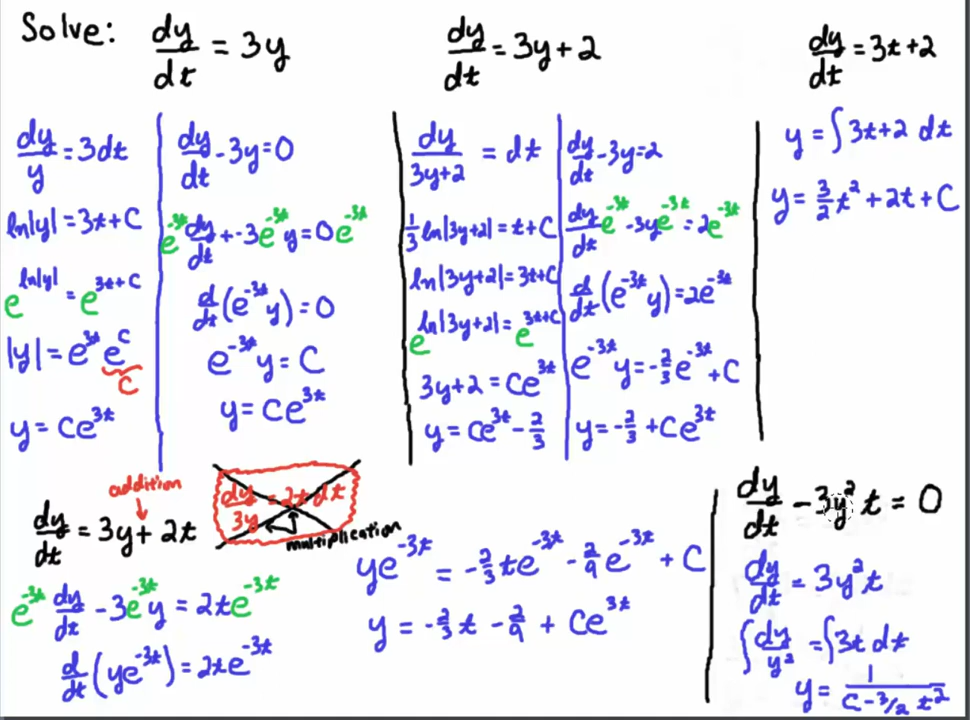 Solve: dy/dt = 3y
dy/y = 3dt
ln|y| = 3t + C
e^ln|y| = e^3t+C
|y| = e^3t e^C
C
y = Ce^3t
dy/dt - 3y = 0
e^-3t dy/dt + -3e^-3t y = 0e^-3t
d/dt (e^-3t y) = 0
e^-3t y = C
y = Ce^3t
dy/dt = 3y + 2
dy/3y+2 = dt
1/3 ln|3y+2| = t + C
ln|3y+2| = 3t + C
e^ln|3y+2| = e^3t+C
3y + 2 = Ce^3t
y = Ce^3t - 2/3
dy/dt - 3y = 2
dy/dt e^-3t - 3ye^-3t = 2e^-3t
d/dt (e^-3t y) = 2e^-3t
e^-3t y = -2/3 e^-3t + C
y = -2/3 + Ce^3t
dy/dt = 3t + 2
y = ∫3t+2 dt
y = 3/2 t² + 2t + C
addition
dy/dt = 3y + 2t
dy/3y = 2t dt
multiplication
e^-3t dy/dt - 3e^-3t y = 2te^-3t
d/dt (ye^-3t) = 2te^-3t
ye^-3t = -2/3 te^-3t - 2/9 e^-3t + C
y = -2/3 t - 2/9 + Ce^3t
dy/dt - 3y² t = 0
dy/dt = 3y² t
∫dy/y² = ∫3t dt
y = 1/C - 3/2 t²